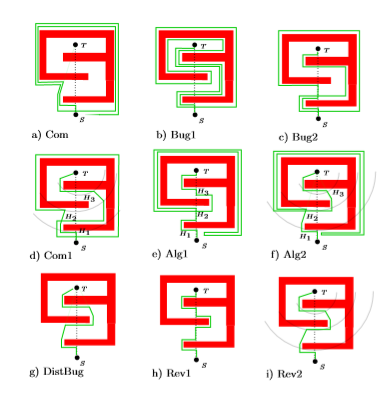 T
S
a) Com
T
S
b) Bug1
T
S
c) Bug2
T
H₃
H₂
H₁
S
d) Com1
T
H₃
H₂
H₁
S
e) Alg1
T
H₃
H₂
H₁
S
f) Alg2
T
S
g) DistBug
T
S
h) Rev1
T
S
i) Rev2